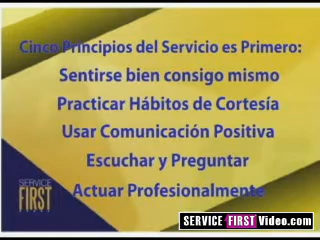 Cinco Principios del Servicio es Primero:
Sentirse bien consigo mismo
Practicar Hábitos de Cortesía
Usar Comunicación Positiva
Escuchar y Preguntar
Actuar Profesionalmente
SERVICE
FIRST
SERVICE FIRST Video.com